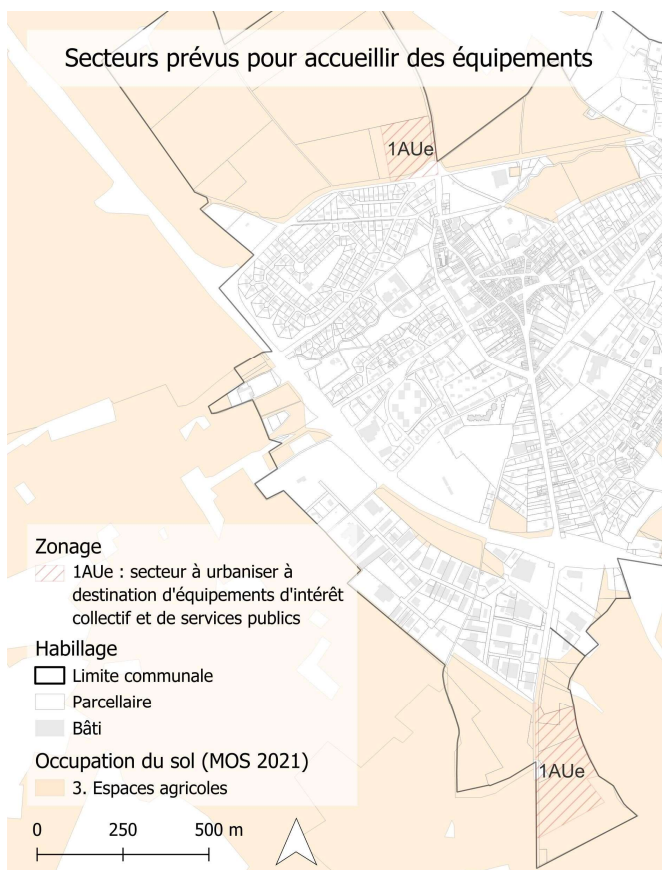 Secteurs prévus pour accueillir des équipements
1AUe
Zonage
1AUe : secteur à urbaniser à
destination d'équipements d'intérêt
collectif et de services publics
Habillage
Limite communale
Parcellaire
Bâti
Occupation du sol (MOS 2021)
3. Espaces agricoles
1AUe
0 250 500 m